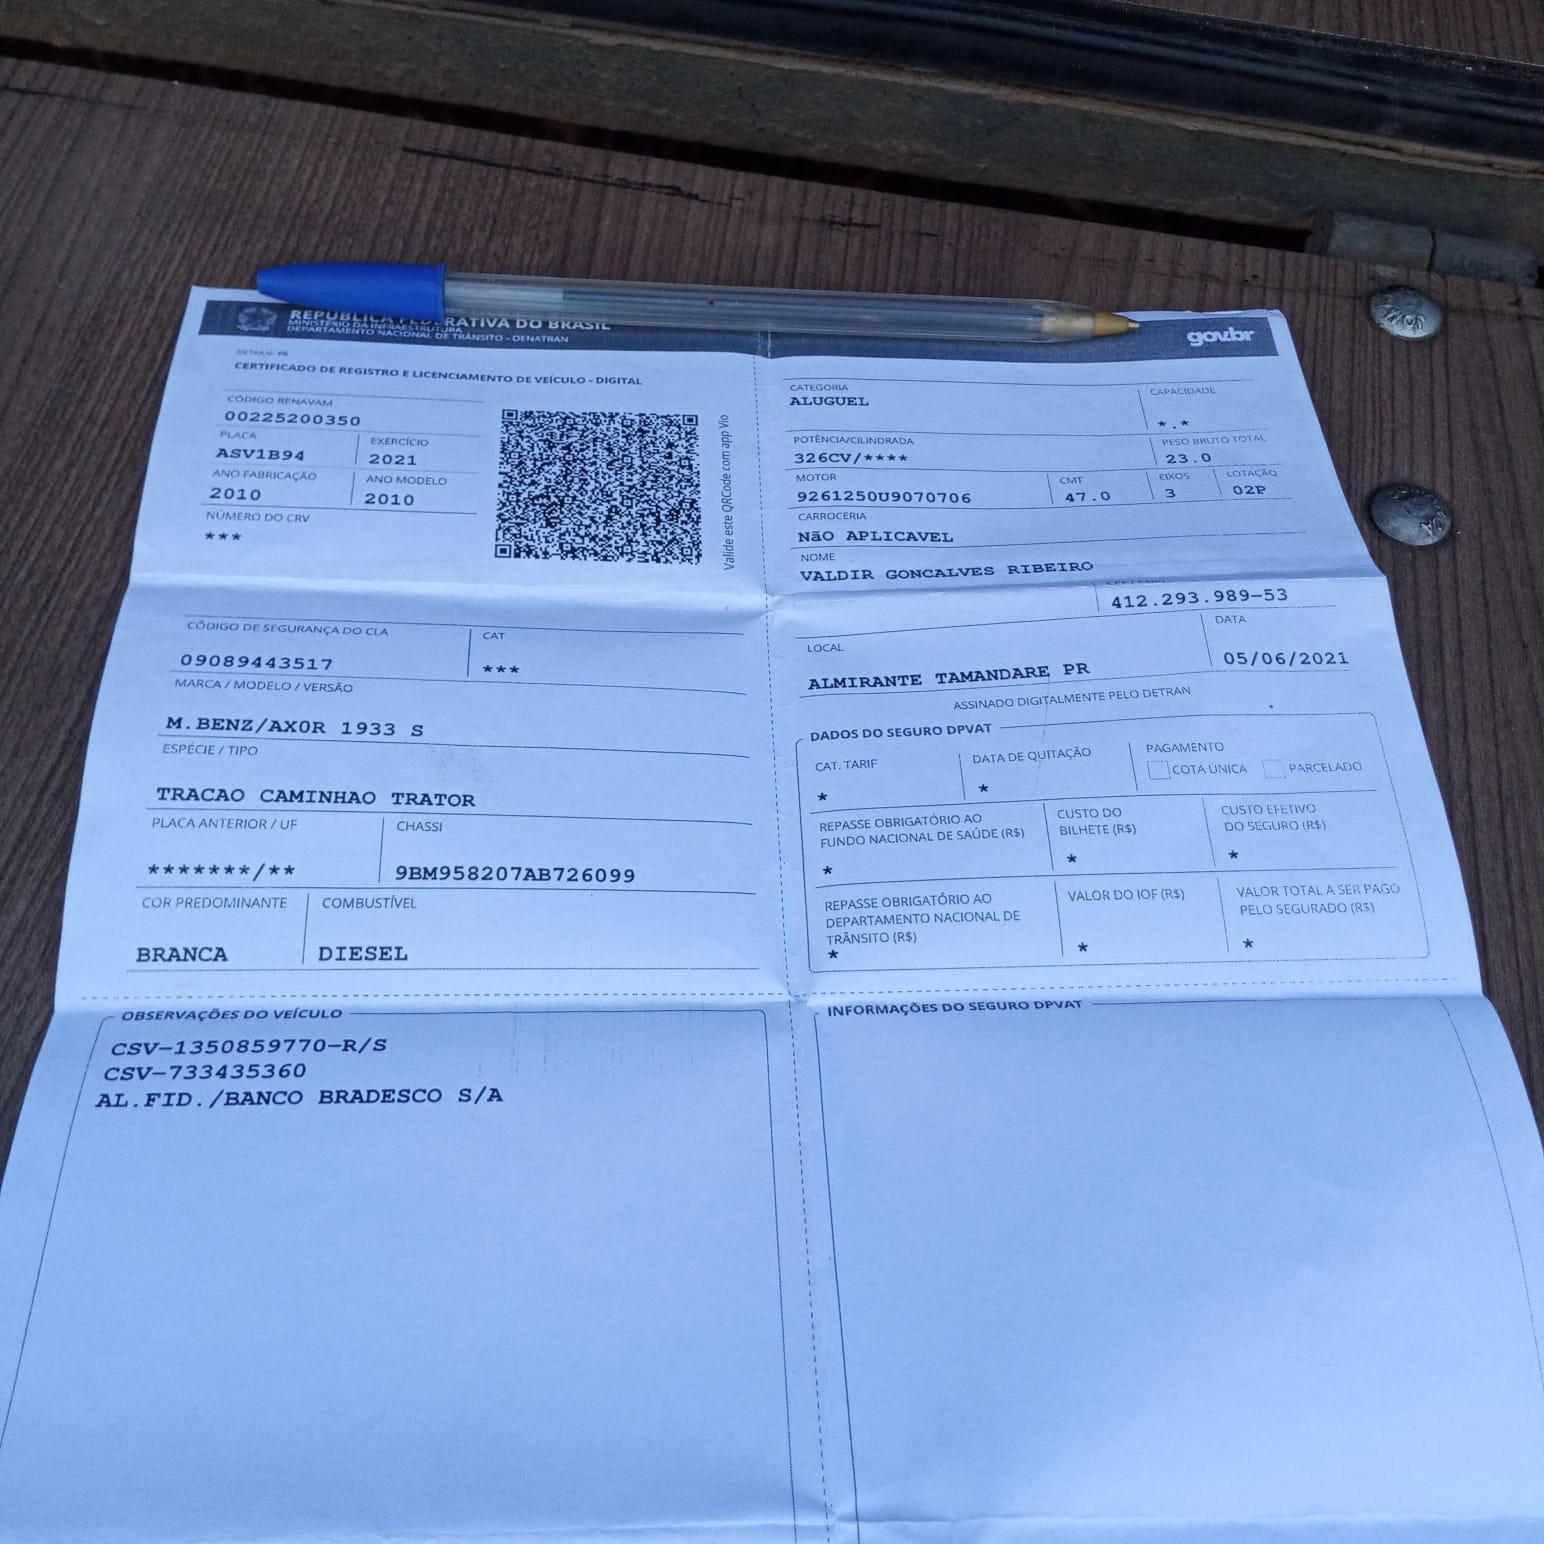 REPÚBLICA FEDERATIVA DO BRASIL
MINISTÉRIO DA INFRAESTRUTURA
DEPARTAMENTO NACIONAL DE TRÂNSITO - DENATRAN
gov.br
DETRAN- PR
CERTIFICADO DE REGISTRO E LICENCIAMENTO DE VEÍCULO - DIGITAL
CÓDIGO RENAVAM
00225200350
PLACA EXERCÍCIO
ASV1B94 2021
ANO FABRICAÇÃO ANO MODELO
2010 2010
NÚMERO DO CRV
***
Valide este QRCode com app Vio
CÓDIGO DE SEGURANÇA DO CLA CAT
09089443517 ***
MARCA / MODELO / VERSÃO
M.BENZ/AXOR 1933 S
ESPÉCIE / TIPO
TRACAO CAMINHAO TRATOR
PLACA ANTERIOR / UF CHASSI
*******/** 9BM958207AB726099
COR PREDOMINANTE COMBUSTÍVEL
BRANCA DIESEL
CATEGORIA CAPACIDADE
ALUGUEL *.*
POTÊNCIA/CILINDRADA PESO BRUTO TOTAL
326CV/**** 23.0
MOTOR CMT EIXOS LOTAÇÃO
9261250U9070706 47.0 3 02P
CARROCERIA
NãO APLICAVEL
NOME
VALDIR GONCALVES RIBEIRO
412.293.989-53
LOCAL DATA
ALMIRANTE TAMANDARE PR 05/06/2021
ASSINADO DIGITALMENTE PELO DETRAN
DADOS DO SEGURO DPVAT
CAT. TARIF DATA DE QUITAÇÃO PAGAMENTO
* * COTA ÚNICA PARCELADO
REPASSE OBRIGATÓRIO AO CUSTO DO CUSTO EFETIVO
FUNDO NACIONAL DE SAÚDE (R$) BILHETE (R$) DO SEGURO (R$)
* * *
REPASSE OBRIGATÓRIO AO VALOR DO IOF (R$) VALOR TOTAL A SER PAGO
DEPARTAMENTO NACIONAL DE PELO SEGURADO (R$)
TRÂNSITO (R$)
* * *
OBSERVAÇÕES DO VEÍCULO
CSV-1350859770-R/S
CSV-733435360
AL.FID./BANCO BRADESCO S/A
INFORMAÇÕES DO SEGURO DPVAT